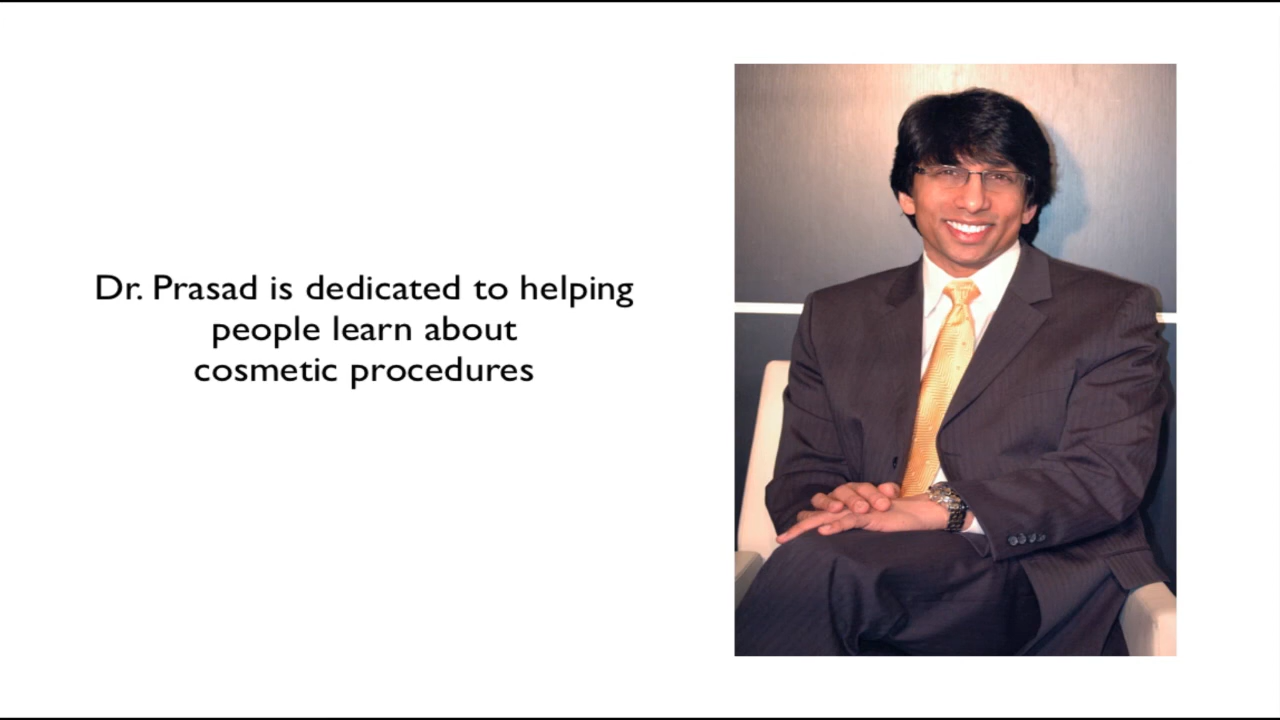 Dr. Prasad is dedicated to helping
people learn about
cosmetic procedures